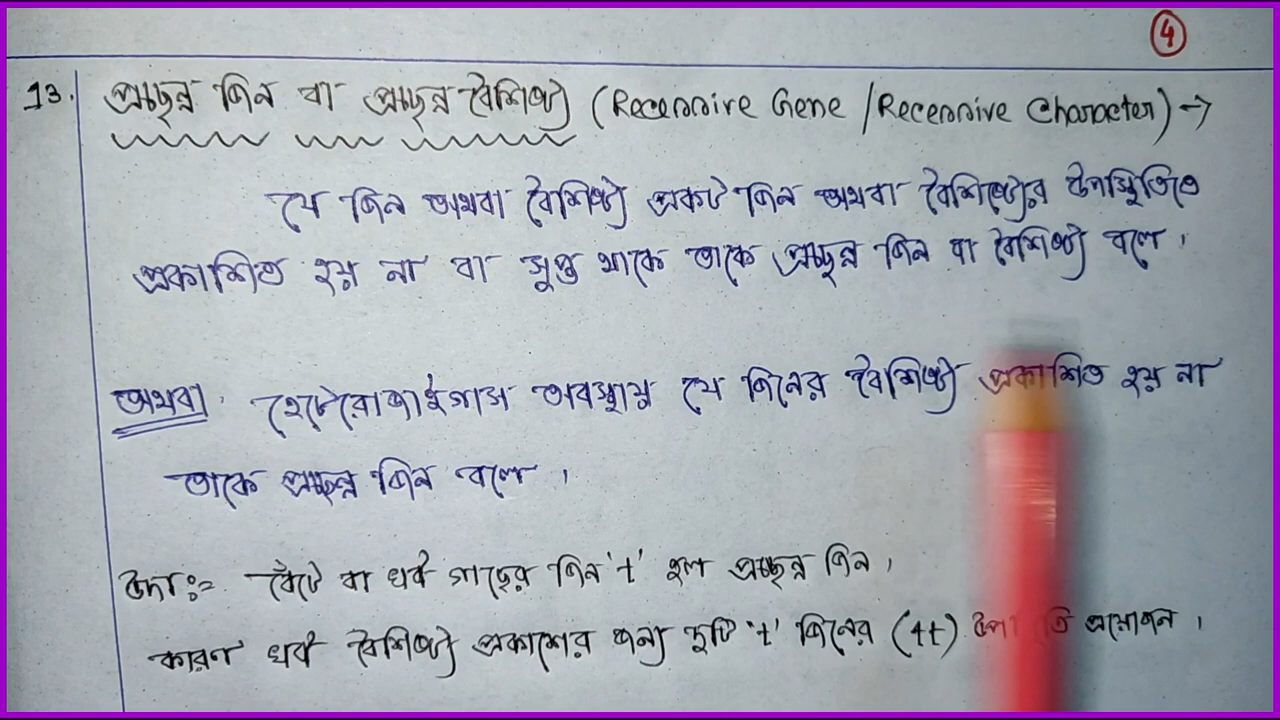 4
13. প্রচ্ছন্ন জিন বা প্রচ্ছন্ন বৈশিষ্ট্য (Recessive Gene / Recessive Character) →
যে জিন অথবা বৈশিষ্ট্য প্রকট জিন অথবা বৈশিষ্ট্যের উপস্থিতিতে
প্রকাশিত হয় না বা সুপ্ত থাকে তাকে প্রচ্ছন্ন জিন বা বৈশিষ্ট্য বলে।
অথবা, হেটেরোজাইগাস অবস্থায় যে জিনের বৈশিষ্ট্য প্রকাশিত হয় না
তাকে প্রচ্ছন্ন জিন বলে।
উদাঃ- বেঁটে বা খর্ব গাছের জিন 't' হল প্রচ্ছন্ন জিন।
কারণ খর্ব বৈশিষ্ট্য প্রকাশের জন্য দুটি 't' জিনের (tt) প্রয়োজন।